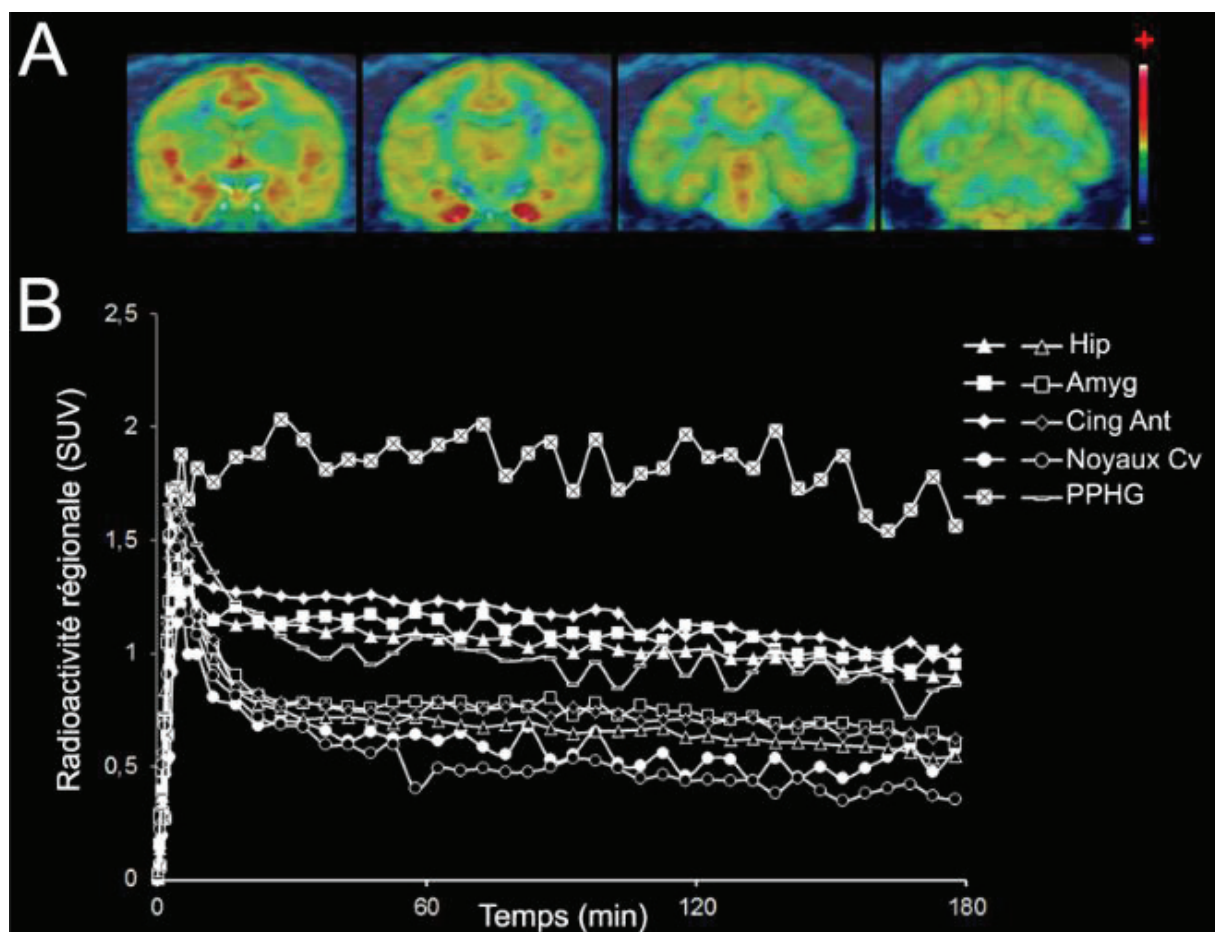 A
+
-
B
Radioactivité régionale (SUV)
2,5
2
1,5
1
0,5
0
0
60
120
180
Temps (min)
Hip
Amyg
Cing Ant
Noyaux Cv
PPHG